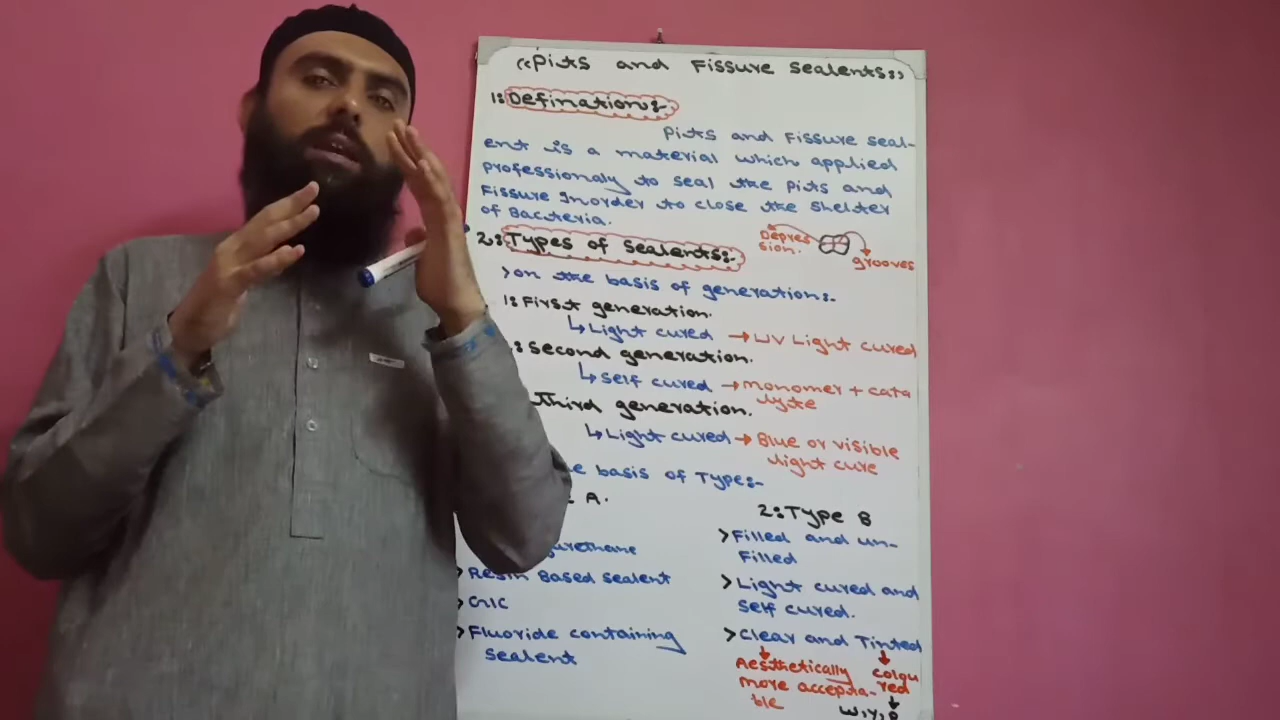 ‹‹Pits and Fissure Sealents:›
1: Defination:-
Pits and Fissure Seal-
ent is a material which applied
professionaly to seal the Pits and
Fissure Inorder to close the Shelter
of Bacteria.
Depres
sion.
grooves
2: Types of Sealents:-
>on the basis of generation:-
1: First generation.
Light cured → UV Light cured
: Second generation.
Self cured → monomer + cata
lyte
Third generation.
Light cured → Blue or visible
light cure
basis of Types:-
A.
2: Type B
>Filled and un-
Filled
> Resin Based Sealent
> GIC
> Fluoride containing
Sealent
> Light cured and
Self cured.
> Clear and Tinted
Aesthetically
more accepta-
ble
colou
red
W, Y, P